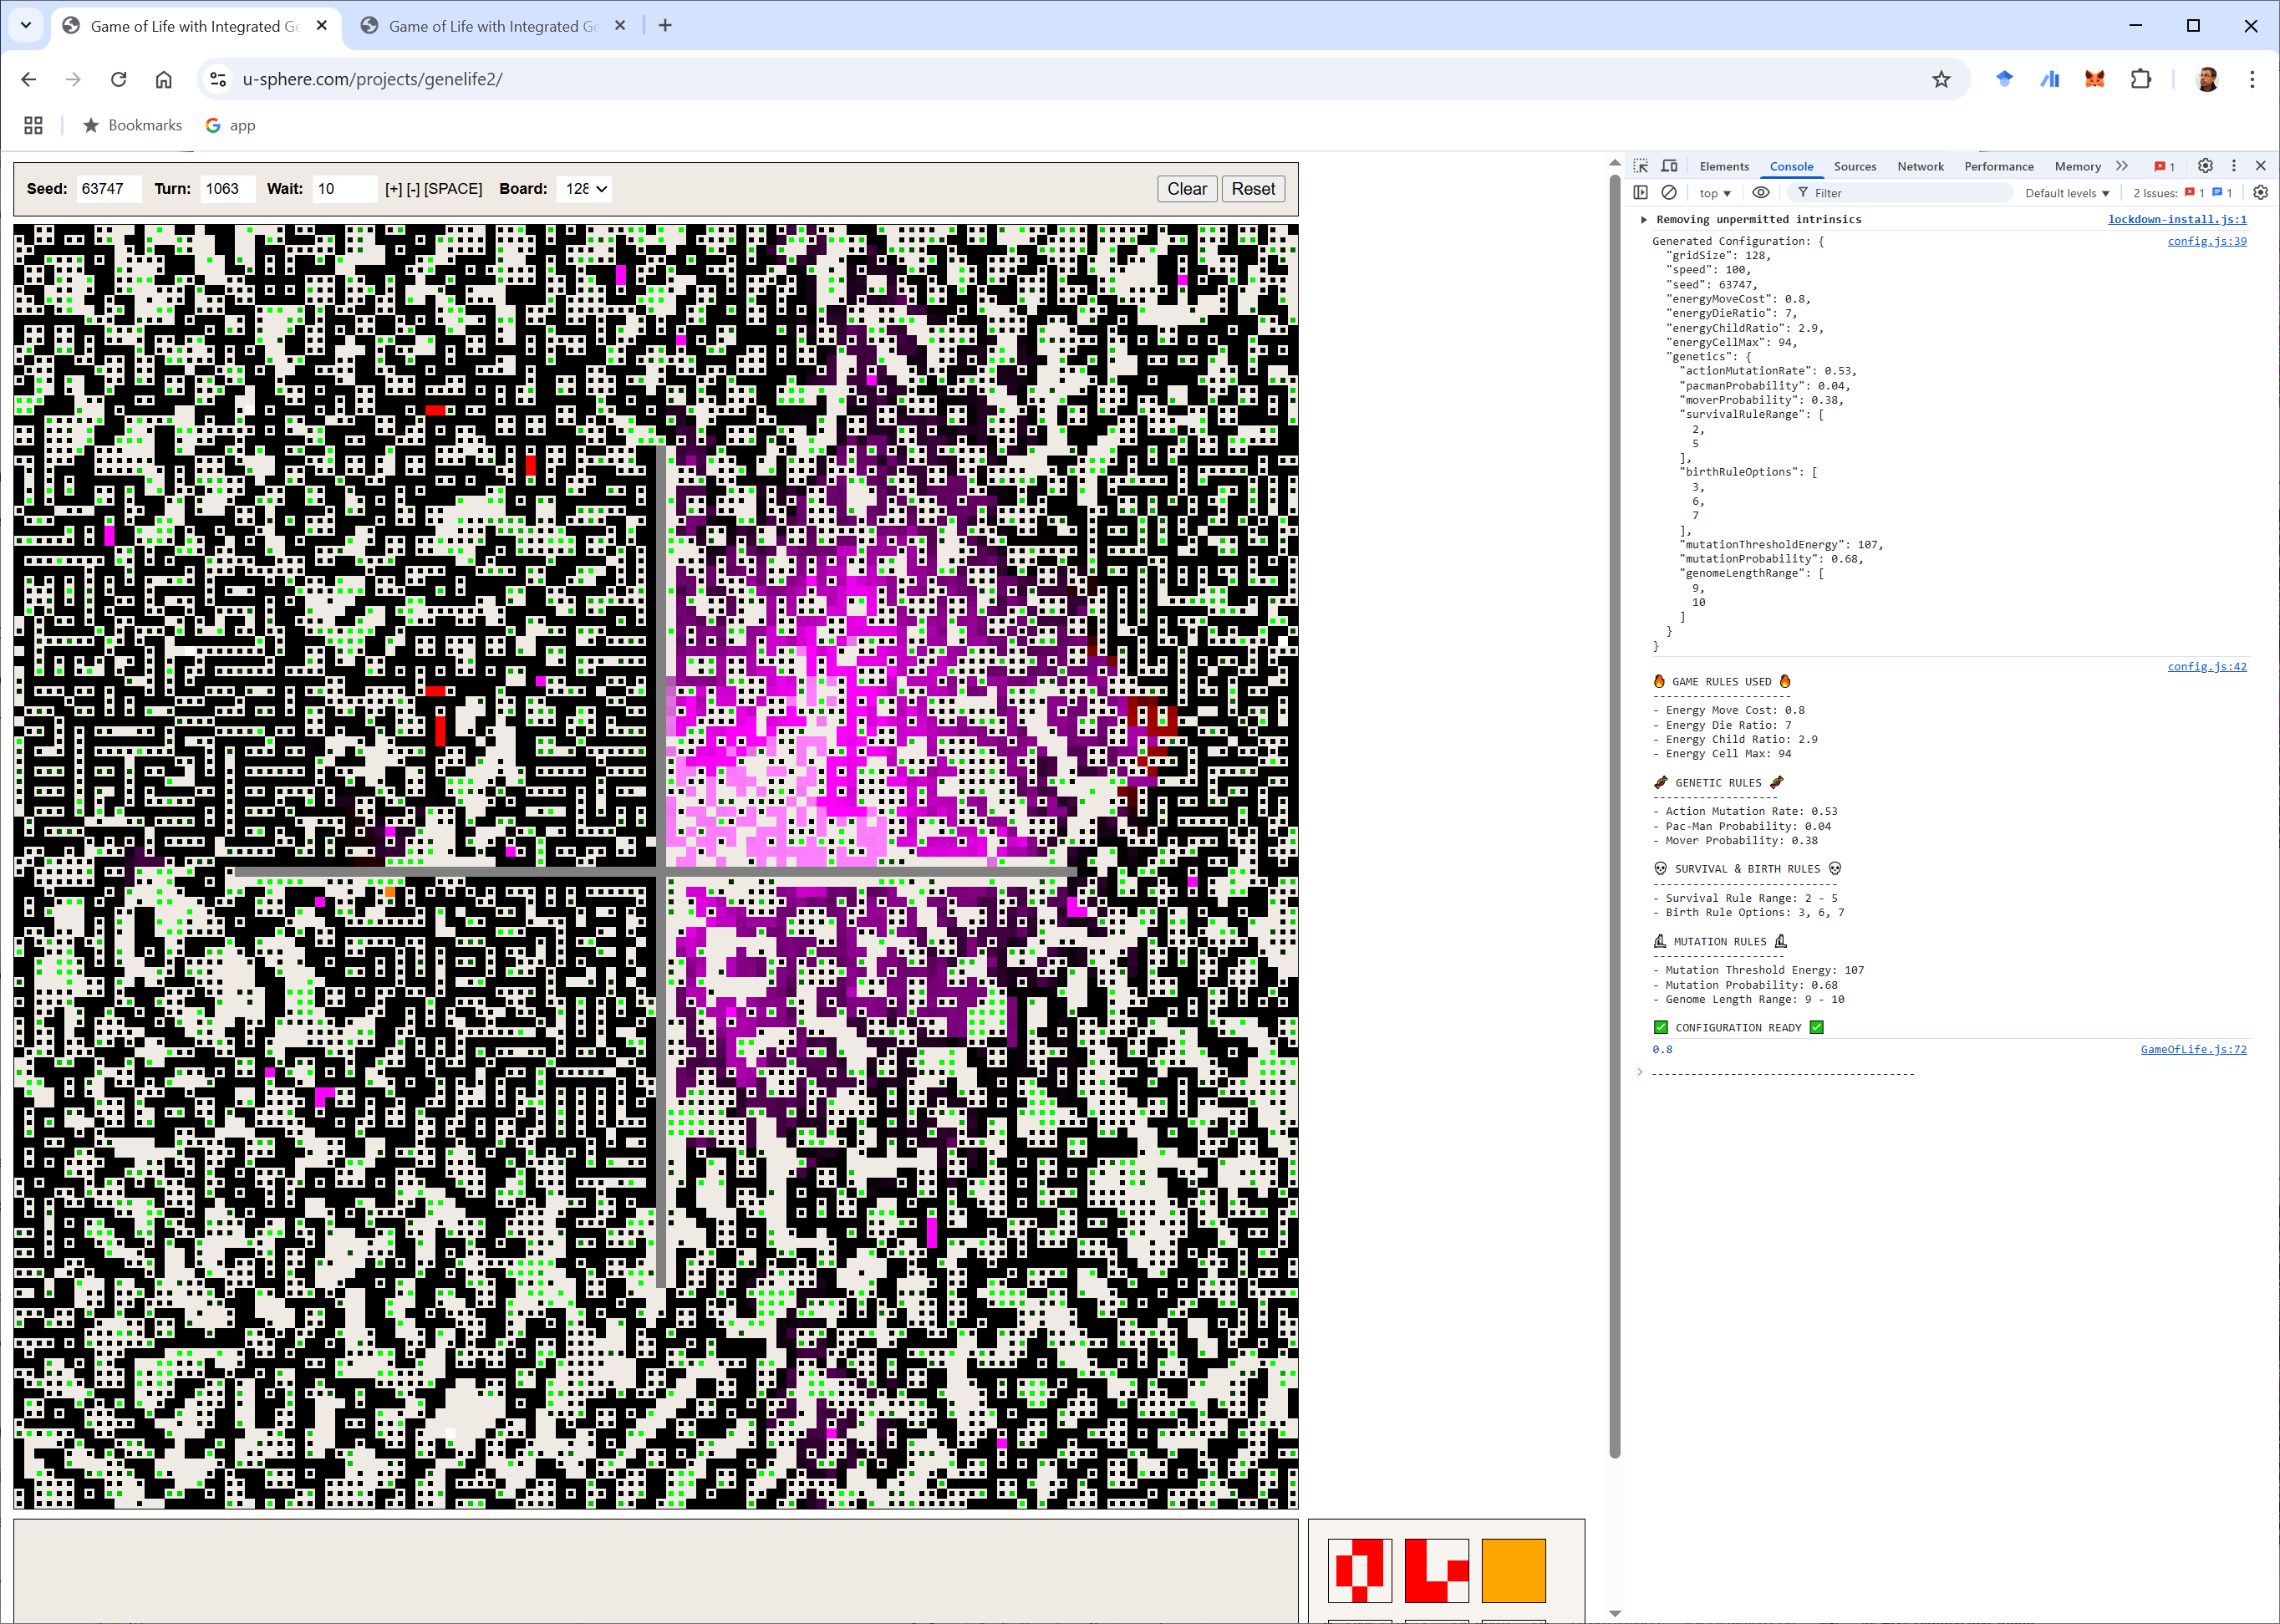 Game of Life with Integrated Ge
Game of Life with Integrated Ge
u-sphere.com/projects/genelife2/
Bookmarks
app
Seed: 63747 Turn: 1063 Wait: 10 [+] [-] [SPACE] Board: 128 Clear Reset
Elements Console Sources Network Performance Memory 1
top Filter Default levels 2 Issues: 1 1
Removing unpermitted intrinsics lockdown-install.js:1
Generated Configuration: { config.js:39
"gridSize": 128,
"speed": 100,
"seed": 63747,
"energyMoveCost": 0.8,
"energyDieRatio": 7,
"energyChildRatio": 2.9,
"energyCellMax": 94,
"genetics": {
"actionMutationRate": 0.53,
"pacmanProbability": 0.04,
"moverProbability": 0.38,
"survivalRuleRange": [
2,
5
],
"birthRuleOptions": [
3,
6,
7
],
"mutationThresholdEnergy": 107,
"mutationProbability": 0.68,
"genomeLengthRange": [
9,
10
]
}
}
config.js:42
🔥 GAME RULES USED 🔥
---------------------
- Energy Move Cost: 0.8
- Energy Die Ratio: 7
- Energy Child Ratio: 2.9
- Energy Cell Max: 94
GENETIC RULES
-------------------
- Action Mutation Rate: 0.53
- Pac-Man Probability: 0.04
- Mover Probability: 0.38
💀 SURVIVAL & BIRTH RULES 💀
----------------------------
- Survival Rule Range: 2 - 5
- Birth Rule Options: 3, 6, 7
MUTATION RULES
--------------------
- Mutation Threshold Energy: 107
- Mutation Probability: 0.68
- Genome Length Range: 9 - 10
✅ CONFIGURATION READY ✅
0.8 GameOfLife.js:72
----------------------------------------